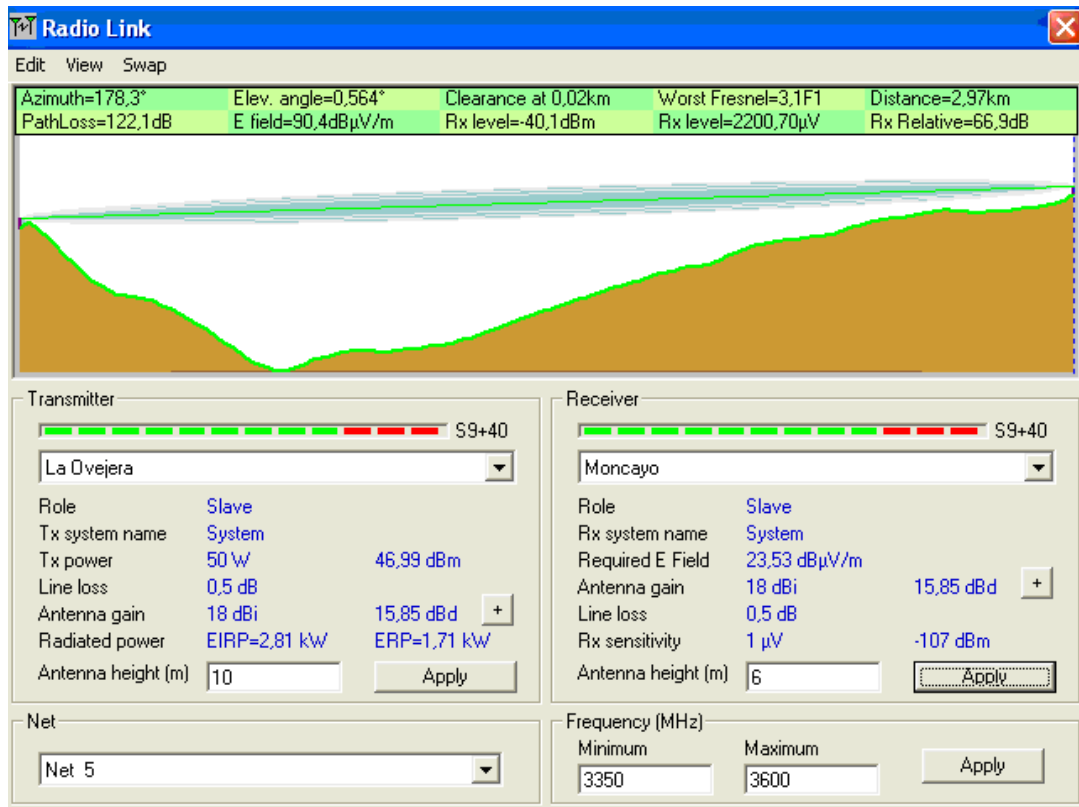 Radio Link
Edit View Swap
Azimuth=178,3° Elev. angle=0,564° Clearance at 0,02km Worst Fresnel=3,1F1 Distance=2,97km
PathLoss=122,1dB E field=90,4dBµV/m Rx level=-40,1dBm Rx level=2200,70µV Rx Relative=66,9dB
Transmitter
S9+40
La Ovejera
Role Slave
Tx system name System
Tx power 50 W 46,99 dBm
Line loss 0,5 dB
Antenna gain 18 dBi 15,85 dBd +
Radiated power EIRP=2,81 kW ERP=1,71 kW
Antenna height (m) 10 Apply
Receiver
S9+40
Moncayo
Role Slave
Rx system name System
Required E Field 23,53 dBµV/m
Antenna gain 18 dBi 15,85 dBd +
Line loss 0,5 dB
Rx sensitivity 1 µV -107 dBm
Antenna height (m) 6 Apply
Net
Net 5
Frequency (MHz)
Minimum Maximum
3350 3600 Apply